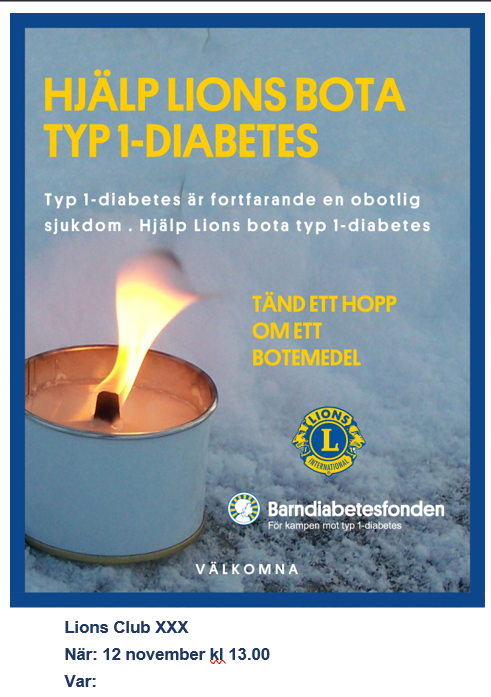 HJÄLP LIONS BOTA
TYP 1-DIABETES
Typ 1-diabetes är fortfarande en obotlig
sjukdom . Hjälp Lions bota typ 1-diabetes
TÄND ETT HOPP
OM ETT
BOTEMEDEL
LIONS
L
INTERNATIONAL
Barndiabetesfonden
För kampen mot typ 1-diabetes
VÄLKOMNA
Lions Club XXX
När: 12 november kl 13.00
Var: